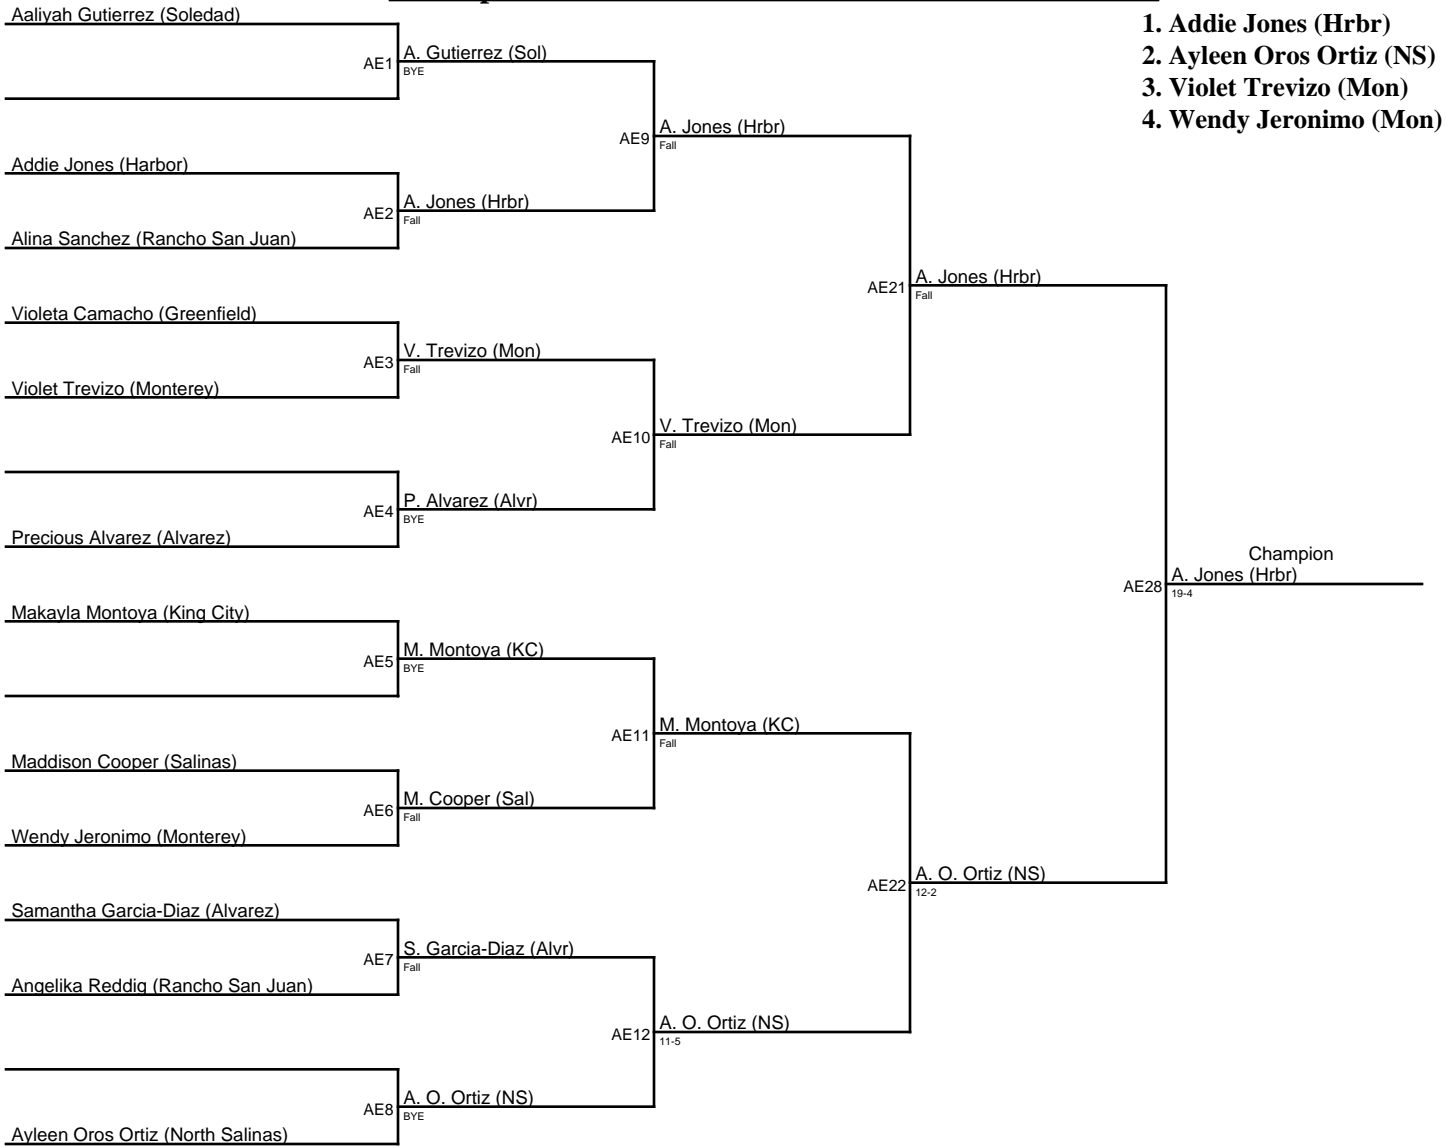 Aaliyah Gutierrez (Soledad)
AE1
A. Gutierrez (Sol)
BYE
Addie Jones (Harbor)
AE2
A. Jones (Hrbr)
Fall
Alina Sanchez (Rancho San Juan)
AE9
A. Jones (Hrbr)
Fall
Violeta Camacho (Greenfield)
AE3
V. Trevizo (Mon)
Fall
Violet Trevizo (Monterey)
AE10
V. Trevizo (Mon)
Fall
AE4
P. Alvarez (Alvr)
BYE
Precious Alvarez (Alvarez)
AE21
A. Jones (Hrbr)
Fall
Makayla Montoya (King City)
AE5
M. Montoya (KC)
BYE
AE11
M. Montoya (KC)
Fall
Maddison Cooper (Salinas)
AE6
M. Cooper (Sal)
Fall
Wendy Jeronimo (Monterey)
AE22
A. O. Ortiz (NS)
12-2
Samantha Garcia-Diaz (Alvarez)
AE7
S. Garcia-Diaz (Alvr)
Fall
Angelika Reddig (Rancho San Juan)
AE12
A. O. Ortiz (NS)
11-5
AE8
A. O. Ortiz (NS)
BYE
Ayleen Oros Ortiz (North Salinas)
Champion
AE28
A. Jones (Hrbr)
19-4
1. Addie Jones (Hrbr)
2. Ayleen Oros Ortiz (NS)
3. Violet Trevizo (Mon)
4. Wendy Jeronimo (Mon)